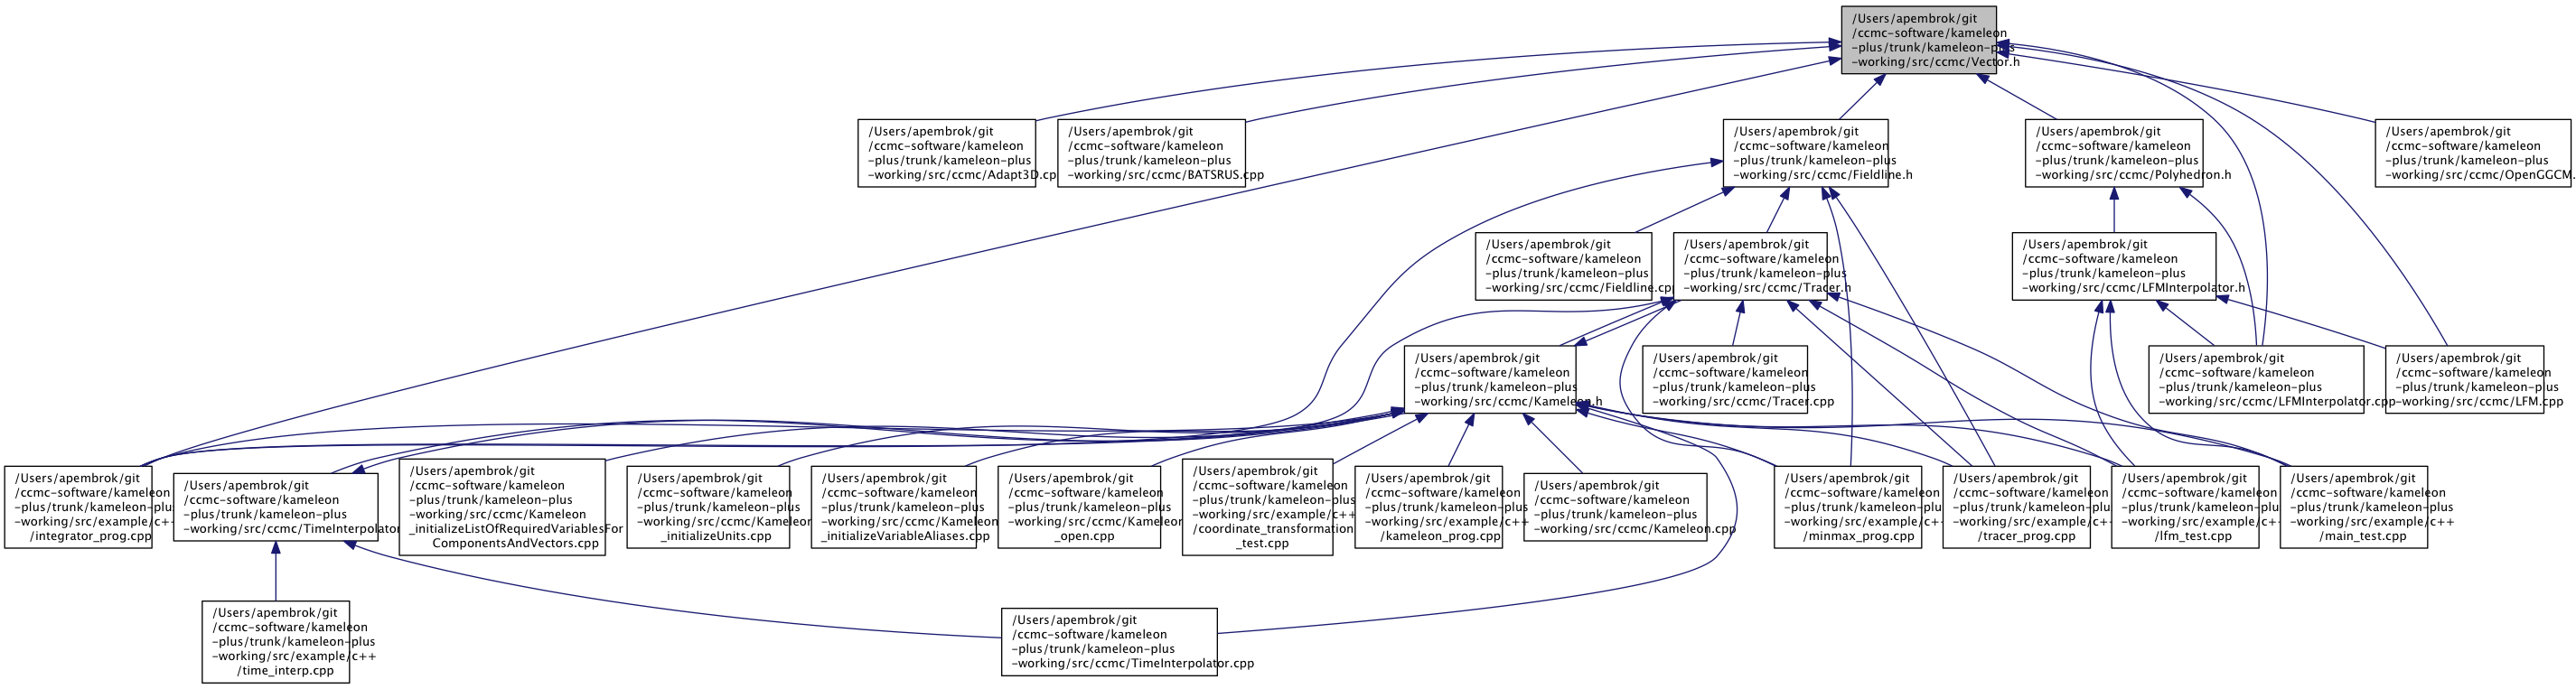 /Users/apembrok/git
/ccmc-software/kameleon
-plus/trunk/kameleon-plus
-working/src/ccmc/Vector.h
/Users/apembrok/git
/ccmc-software/kameleon
-plus/trunk/kameleon-plus
-working/src/ccmc/Adapt3D.cp
/Users/apembrok/git
/ccmc-software/kameleon
-plus/trunk/kameleon-plus
-working/src/ccmc/BATSRUS.cpp
/Users/apembrok/git
/ccmc-software/kameleon
-plus/trunk/kameleon-plus
-working/src/ccmc/Fieldline.h
/Users/apembrok/git
/ccmc-software/kameleon
-plus/trunk/kameleon-plus
-working/src/ccmc/Polyhedron.h
/Users/apembrok/git
/ccmc-software/kameleon
-plus/trunk/kameleon-plus
-working/src/ccmc/OpenGGCM.
/Users/apembrok/git
/ccmc-software/kameleon
-plus/trunk/kameleon-plus
-working/src/ccmc/Fieldline.cpp
/Users/apembrok/git
/ccmc-software/kameleon
-plus/trunk/kameleon-plus
-working/src/ccmc/Tracer.h
/Users/apembrok/git
/ccmc-software/kameleon
-plus/trunk/kameleon-plus
-working/src/ccmc/LFMInterpolator.h
/Users/apembrok/git
/ccmc-software/kameleon
-plus/trunk/kameleon-plus
-working/src/ccmc/Kameleon.h
/Users/apembrok/git
/ccmc-software/kameleon
-plus/trunk/kameleon-plus
-working/src/ccmc/Tracer.cpp
/Users/apembrok/git
/ccmc-software/kameleon
-plus/trunk/kameleon-plus
-working/src/ccmc/LFMInterpolator.cpp
/Users/apembrok/git
/ccmc-software/kameleon
-plus/trunk/kameleon-plus
-working/src/ccmc/LFM.cpp
/Users/apembrok/git
/ccmc-software/kameleon
-plus/trunk/kameleon-plus
-working/src/example/c++
/integrator_prog.cpp
/Users/apembrok/git
/ccmc-software/kameleon
-plus/trunk/kameleon-plus
-working/src/ccmc/TimeInterpolator
/Users/apembrok/git
/ccmc-software/kameleon
-plus/trunk/kameleon-plus
-working/src/ccmc/Kameleon
_initializeListOfRequiredVariablesFor
ComponentsAndVectors.cpp
/Users/apembrok/git
/ccmc-software/kameleon
-plus/trunk/kameleon-plus
-working/src/ccmc/Kameleon
_initializeUnits.cpp
/Users/apembrok/git
/ccmc-software/kameleon
-plus/trunk/kameleon-plus
-working/src/ccmc/Kameleon
_initializeVariableAliases.cpp
/Users/apembrok/git
/ccmc-software/kameleon
-plus/trunk/kameleon-plus
-working/src/ccmc/Kameleon
_open.cpp
/Users/apembrok/git
/ccmc-software/kameleon
-plus/trunk/kameleon-plus
-working/src/example/c++
/coordinate_transformation
_test.cpp
/Users/apembrok/git
/ccmc-software/kameleon
-plus/trunk/kameleon-plus
-working/src/example/c++
/kameleon_prog.cpp
/Users/apembrok/git
/ccmc-software/kameleon
-plus/trunk/kameleon-plus
-working/src/ccmc/Kameleon.cpp
/Users/apembrok/git
/ccmc-software/kameleon
-plus/trunk/kameleon-plus
-working/src/example/c++
/minmax_prog.cpp
/Users/apembrok/git
/ccmc-software/kameleon
-plus/trunk/kameleon-plus
-working/src/example/c++
/tracer_prog.cpp
/Users/apembrok/git
/ccmc-software/kameleon
-plus/trunk/kameleon-plus
-working/src/example/c++
/lfm_test.cpp
/Users/apembrok/git
/ccmc-software/kameleon
-plus/trunk/kameleon-plus
-working/src/example/c++
/main_test.cpp
/Users/apembrok/git
/ccmc-software/kameleon
-plus/trunk/kameleon-plus
-working/src/example/c++
/time_interp.cpp
/Users/apembrok/git
/ccmc-software/kameleon
-plus/trunk/kameleon-plus
-working/src/ccmc/TimeInterpolator.cpp